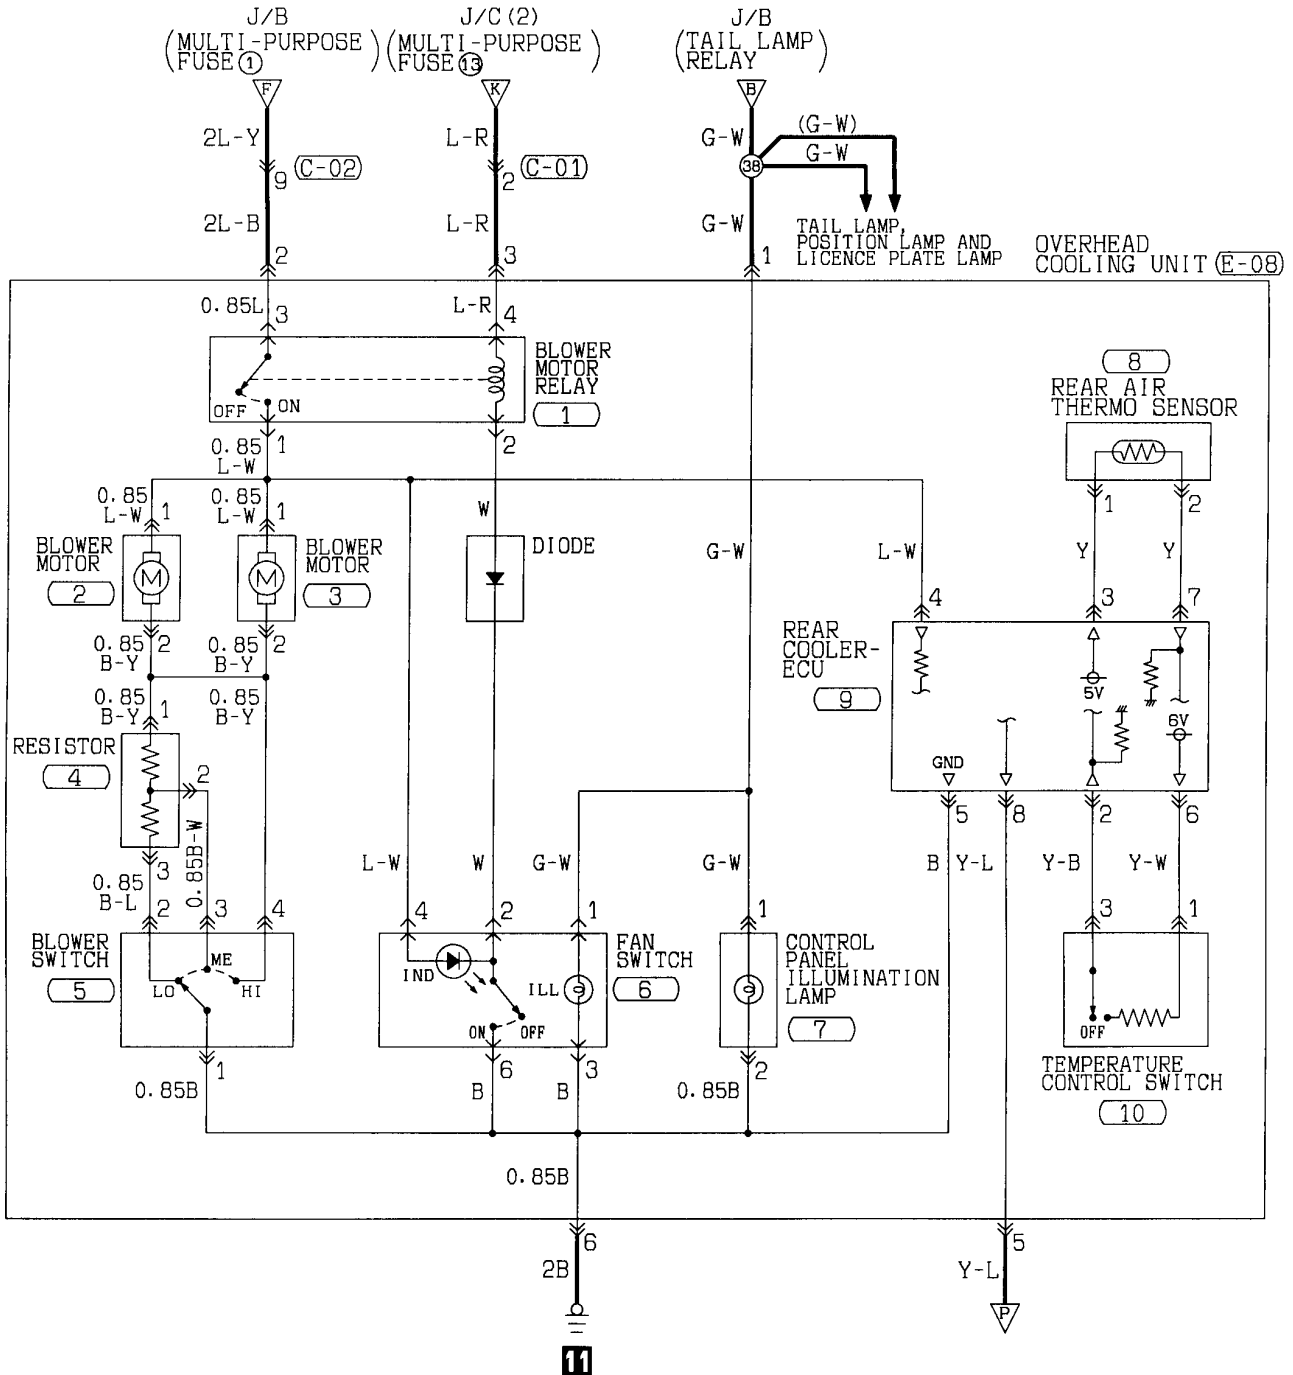 J/B
(MULTI-PURPOSE
FUSE ①)
J/C (2)
(MULTI-PURPOSE
FUSE ⑬)
J/B
(TAIL LAMP
RELAY)
F
K
B
2L-Y
L-R
G-W
(G-W)
G-W
38
9
C-02
2
C-01
2L-B
L-R
G-W
TAIL LAMP,
POSITION LAMP AND
LICENCE PLATE LAMP
2
3
1
OVERHEAD
COOLING UNIT E-08
0.85L
3
L-R
4
BLOWER
MOTOR
RELAY
1
OFF
ON
8
REAR AIR
THERMO SENSOR
1
2
0.85
L-W
1
2
0.85
L-W
1
0.85
L-W
1
W
BLOWER
MOTOR
2
M
M
BLOWER
MOTOR
3
DIODE
G-W
L-W
Y
Y
4
3
7
0.85
B-Y
2
0.85
B-Y
2
REAR
COOLER-
ECU
9
5V
6V
GND
0.85
B-Y
1
0.85
B-Y
RESISTOR
4
2
0.85B-W
3
5
8
2
6
0.85
B-L
L-W
W
G-W
G-W
B
Y-L
Y-B
Y-W
2
3
4
4
2
1
1
3
1
BLOWER
SWITCH
5
LO
ME
HI
IND
ILL
ON
OFF
FAN
SWITCH
6
CONTROL
PANEL
ILLUMINATION
LAMP
7
OFF
TEMPERATURE
CONTROL SWITCH
10
1
6
3
2
0.85B
B
B
0.85B
0.85B
6
5
2B
Y-L
P
11